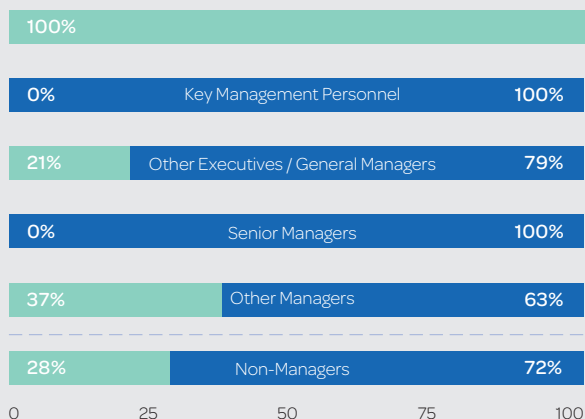 100%
0% Key Management Personnel 100%
21% Other Executives / General Managers 79%
0% Senior Managers 100%
37% Other Managers 63%
28% Non-Managers 72%
0 25 50 75 100